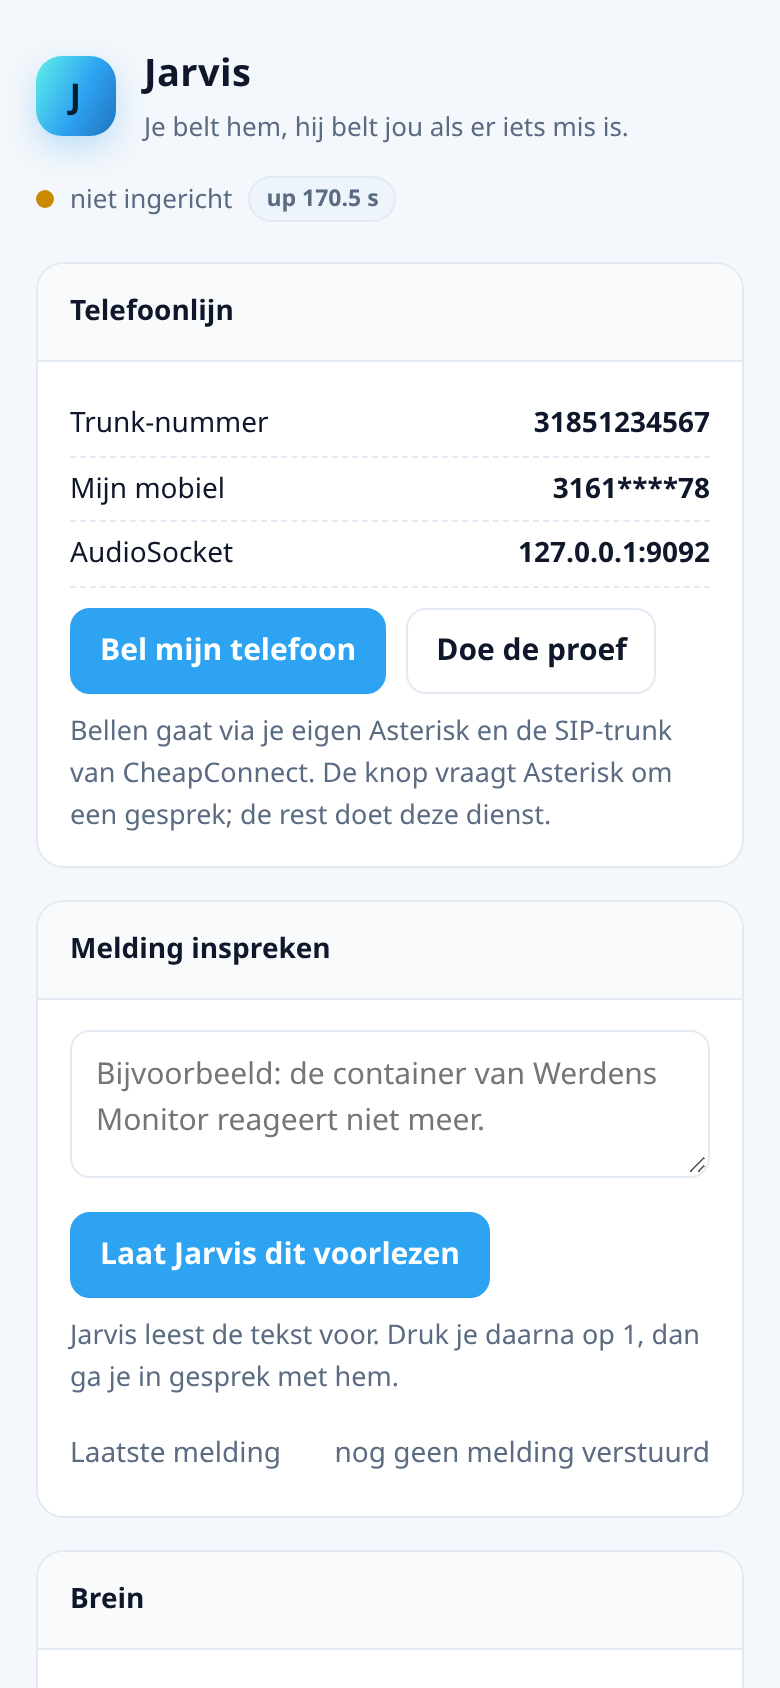 J
Jarvis
Je belt hem, hij belt jou als er iets mis is.
niet ingericht up 170.5 s
Telefoonlijn
Trunk-nummer 31851234567
Mijn mobiel 3161****78
AudioSocket 127.0.0.1:9092
Bel mijn telefoon Doe de proef
Bellen gaat via je eigen Asterisk en de SIP-trunk
van CheapConnect. De knop vraagt Asterisk om
een gesprek; de rest doet deze dienst.
Melding inspreken
Bijvoorbeeld: de container van Werdens
Monitor reageert niet meer.
Laat Jarvis dit voorlezen
Jarvis leest de tekst voor. Druk je daarna op 1, dan
ga je in gesprek met hem.
Laatste melding nog geen melding verstuurd
Brein